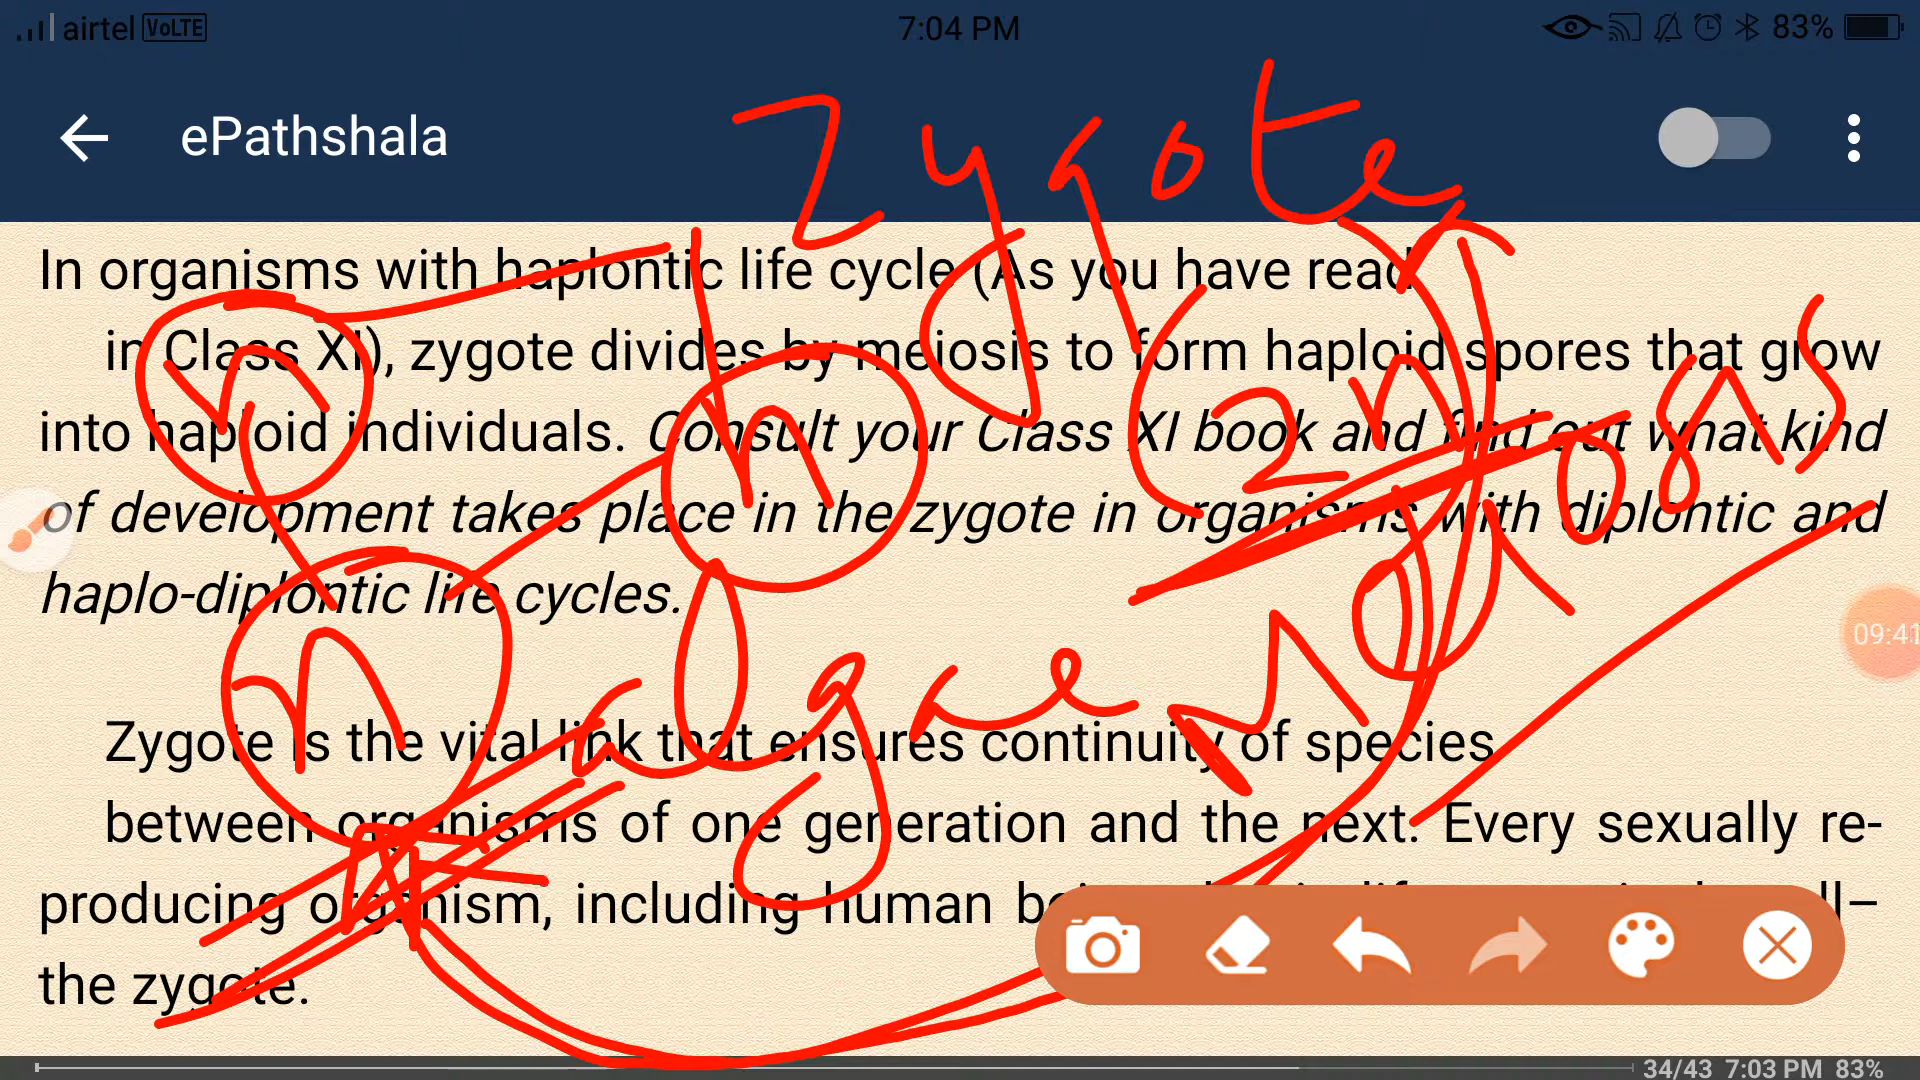 airtel VoLTE 7:04 PM 83%
ePathshala
zygote
In organisms with haplontic life cycle (As you have read
in Class XI), zygote divides by meiosis to form haploid spores that grow
into haploid individuals. Consult your Class XI book and find out what kind
of development takes place in the zygote in organisms with diplontic and
haplo-diplontic life cycles.
n
n
2n
n
algae
09:41
Zygote is the vital link that ensures continuity of species
between organisms of one generation and the next. Every sexually re-
producing organism, including human
the zygote.
34/43 7:03 PM 83%